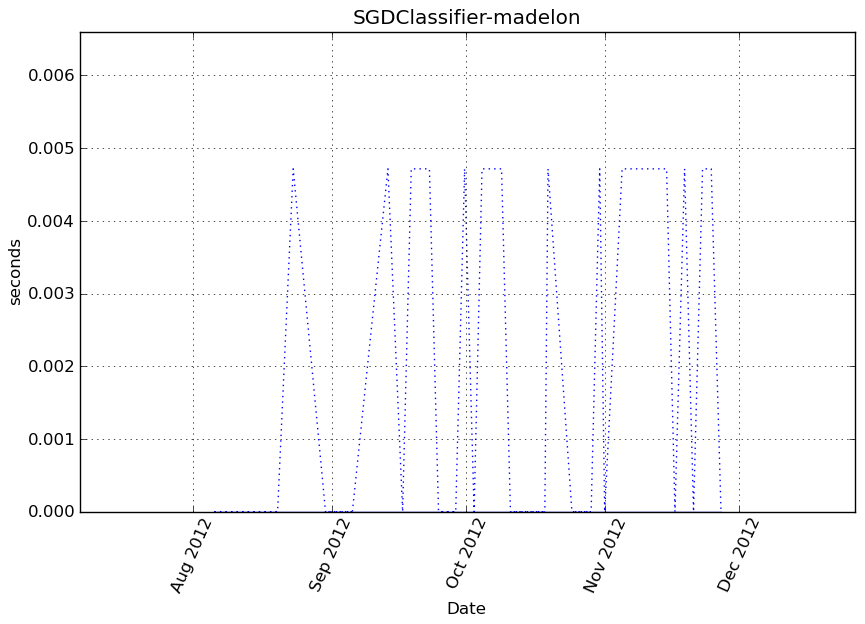 SGDClassifier-madelon
0.006
0.005
0.004
0.003
0.002
0.001
0.000
seconds
Aug 2012
Sep 2012
Oct 2012
Nov 2012
Dec 2012
Date